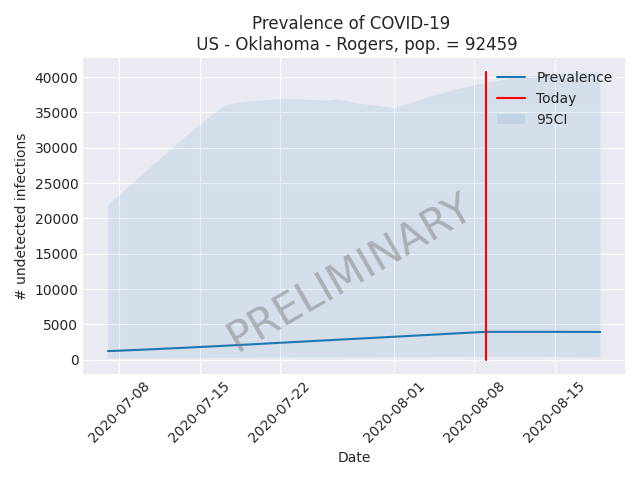 Prevalence of COVID-19
US - Oklahoma - Rogers, pop. = 92459
40000
35000
30000
25000
20000
15000
10000
5000
0
# undetected infections
Prevalence
Today
95CI
PRELIMINARY
2020-07-08
2020-07-15
2020-07-22
2020-08-01
2020-08-08
2020-08-15
Date